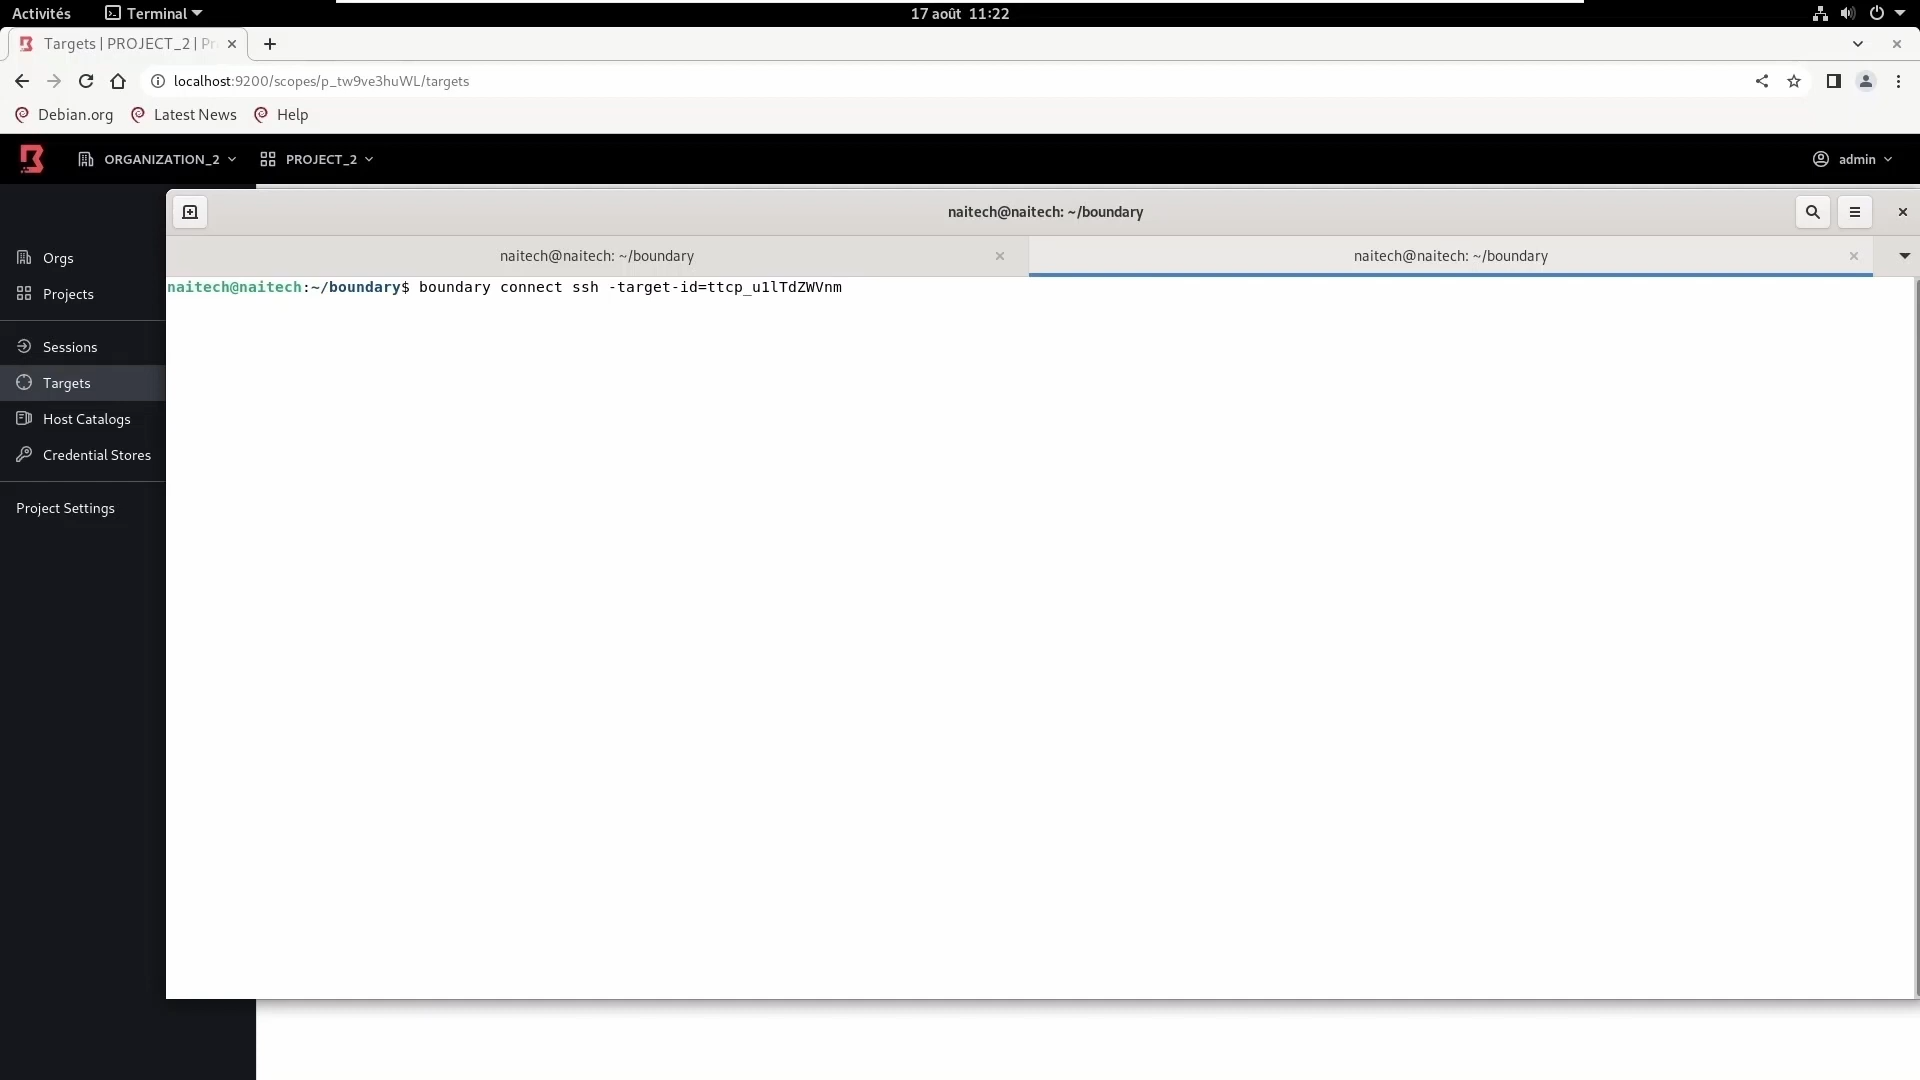 Activités Terminal 17 août 11:22
Targets | PROJECT_2 | Pr
localhost:9200/scopes/p_tw9ve3huWL/targets
Debian.org Latest News Help
ORGANIZATION_2 PROJECT_2 admin
naitech@naitech: ~/boundary
naitech@naitech: ~/boundary naitech@naitech: ~/boundary
naitech@naitech:~/boundary$ boundary connect ssh -target-id=ttcp_u1lTdZWVnm
Orgs
Projects
Sessions
Targets
Host Catalogs
Credential Stores
Project Settings